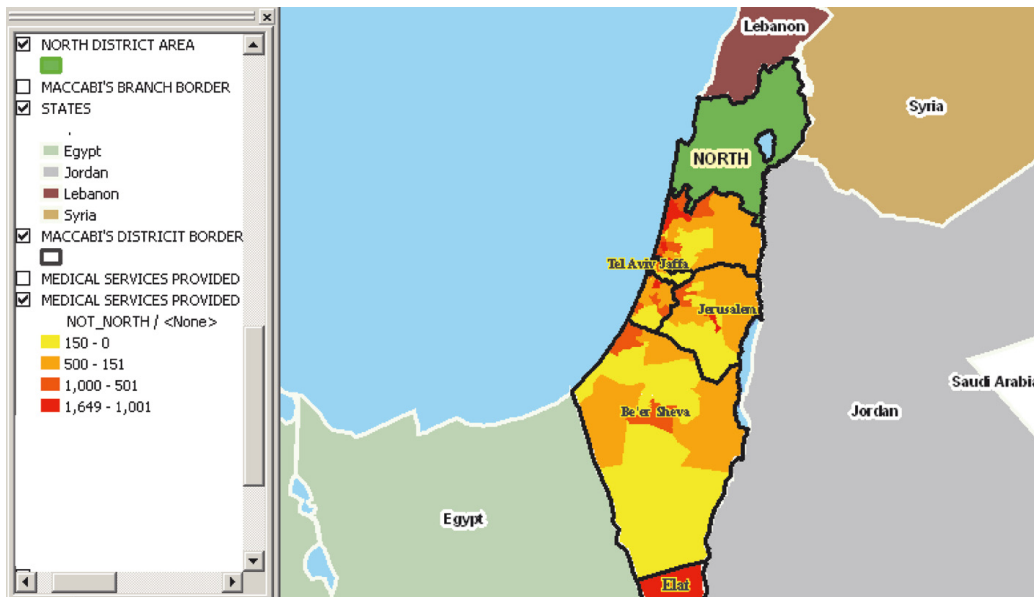 NORTH DISTRICT AREA
MACCABI'S BRANCH BORDER
STATES
Egypt
Jordan
Lebanon
Syria
MACCABI'S DISTRICIT BORDER
MEDICAL SERVICES PROVIDED
MEDICAL SERVICES PROVIDED
NOT_NORTH / <None>
150 - 0
500 - 151
1,000 - 501
1,649 - 1,001
Lebanon
Syria
NORTH
Tel Aviv Jaffa
Jerusalem
Saudi Arabia
Be'er Sheva
Jordan
Egypt
Elat